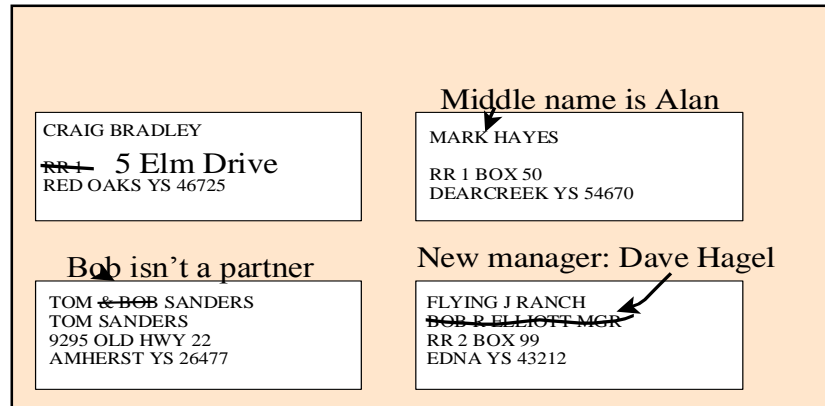 CRAIG BRADLEY
RR 1 5 Elm Drive
RED OAKS YS 46725
Middle name is Alan
MARK HAYES
RR 1 BOX 50
DEARCREEK YS 54670
Bob isn't a partner
TOM & BOB SANDERS
TOM SANDERS
9295 OLD HWY 22
AMHERST YS 26477
New manager: Dave Hagel
FLYING J RANCH
BOB R ELLIOTT MGR
RR 2 BOX 99
EDNA YS 43212